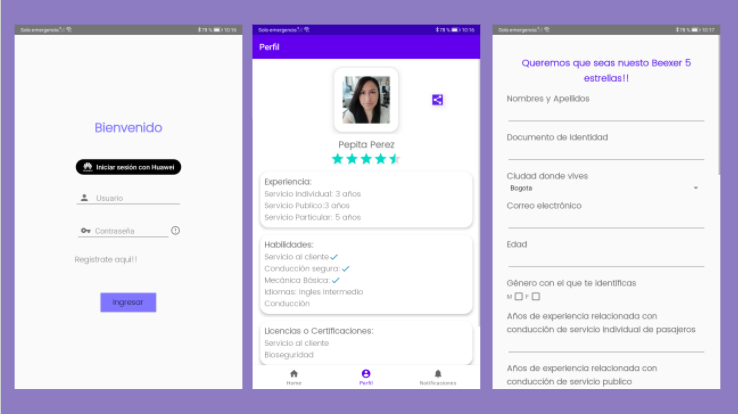 Solo emergencia
78 % 10:16
Bienvenido
Iniciar sesión con Huawei
Usuario
Contraseña
Registrate aquí!!
Ingresar
Solo emergencia
78 % 10:16
Perfil
Pepita Perez
Experiencia:
Servicio Individual: 3 años
Servicio Publico:3 años
Servicio Particular: 5 años
Habilidades:
Servicio al cliente
Conducción segura:
Mecánica Básica:
Idiomas: Ingles Intermedio
Conducción
Licencias o Certificaciones:
Servicio al cliente
Bioseguridad
Home
Perfil
Notificaciones
Solo emergencia
78 % 10:17
Queremos que seas nuesto Beexer 5
estrellas!!
Nombres y Apellidos
Documento de Identidad
Ciudad donde vives
Bogota
Correo electrónico
Edad
Género con el que te identificas
M F
Años de experiencia relacionada con
conducción de servicio individual de pasajeros
Años de experiencia relacionada con
conducción de servicio publico